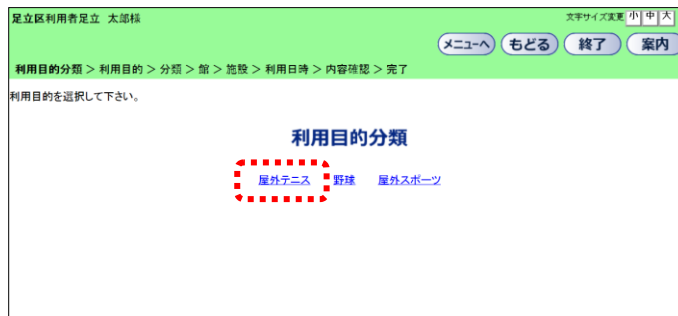 足立区利用者足立 太郎様 文字サイズ変更 小 中 大
メニューへ もどる 終了 案内
利用目的分類 > 利用目的 > 分類 > 館 > 施設 > 利用日時 > 内容確認 > 完了
利用目的を選択して下さい。
利用目的分類
屋外テニス 野球 屋外スポーツ